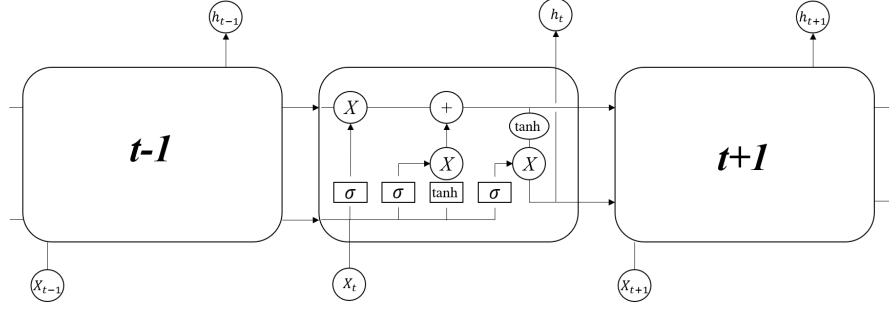 h_{t-1} h_t h_{t+1}
X +
tanh
t-1 X X t+1
σ σ tanh σ
X_{t-1} X_t X_{t+1}